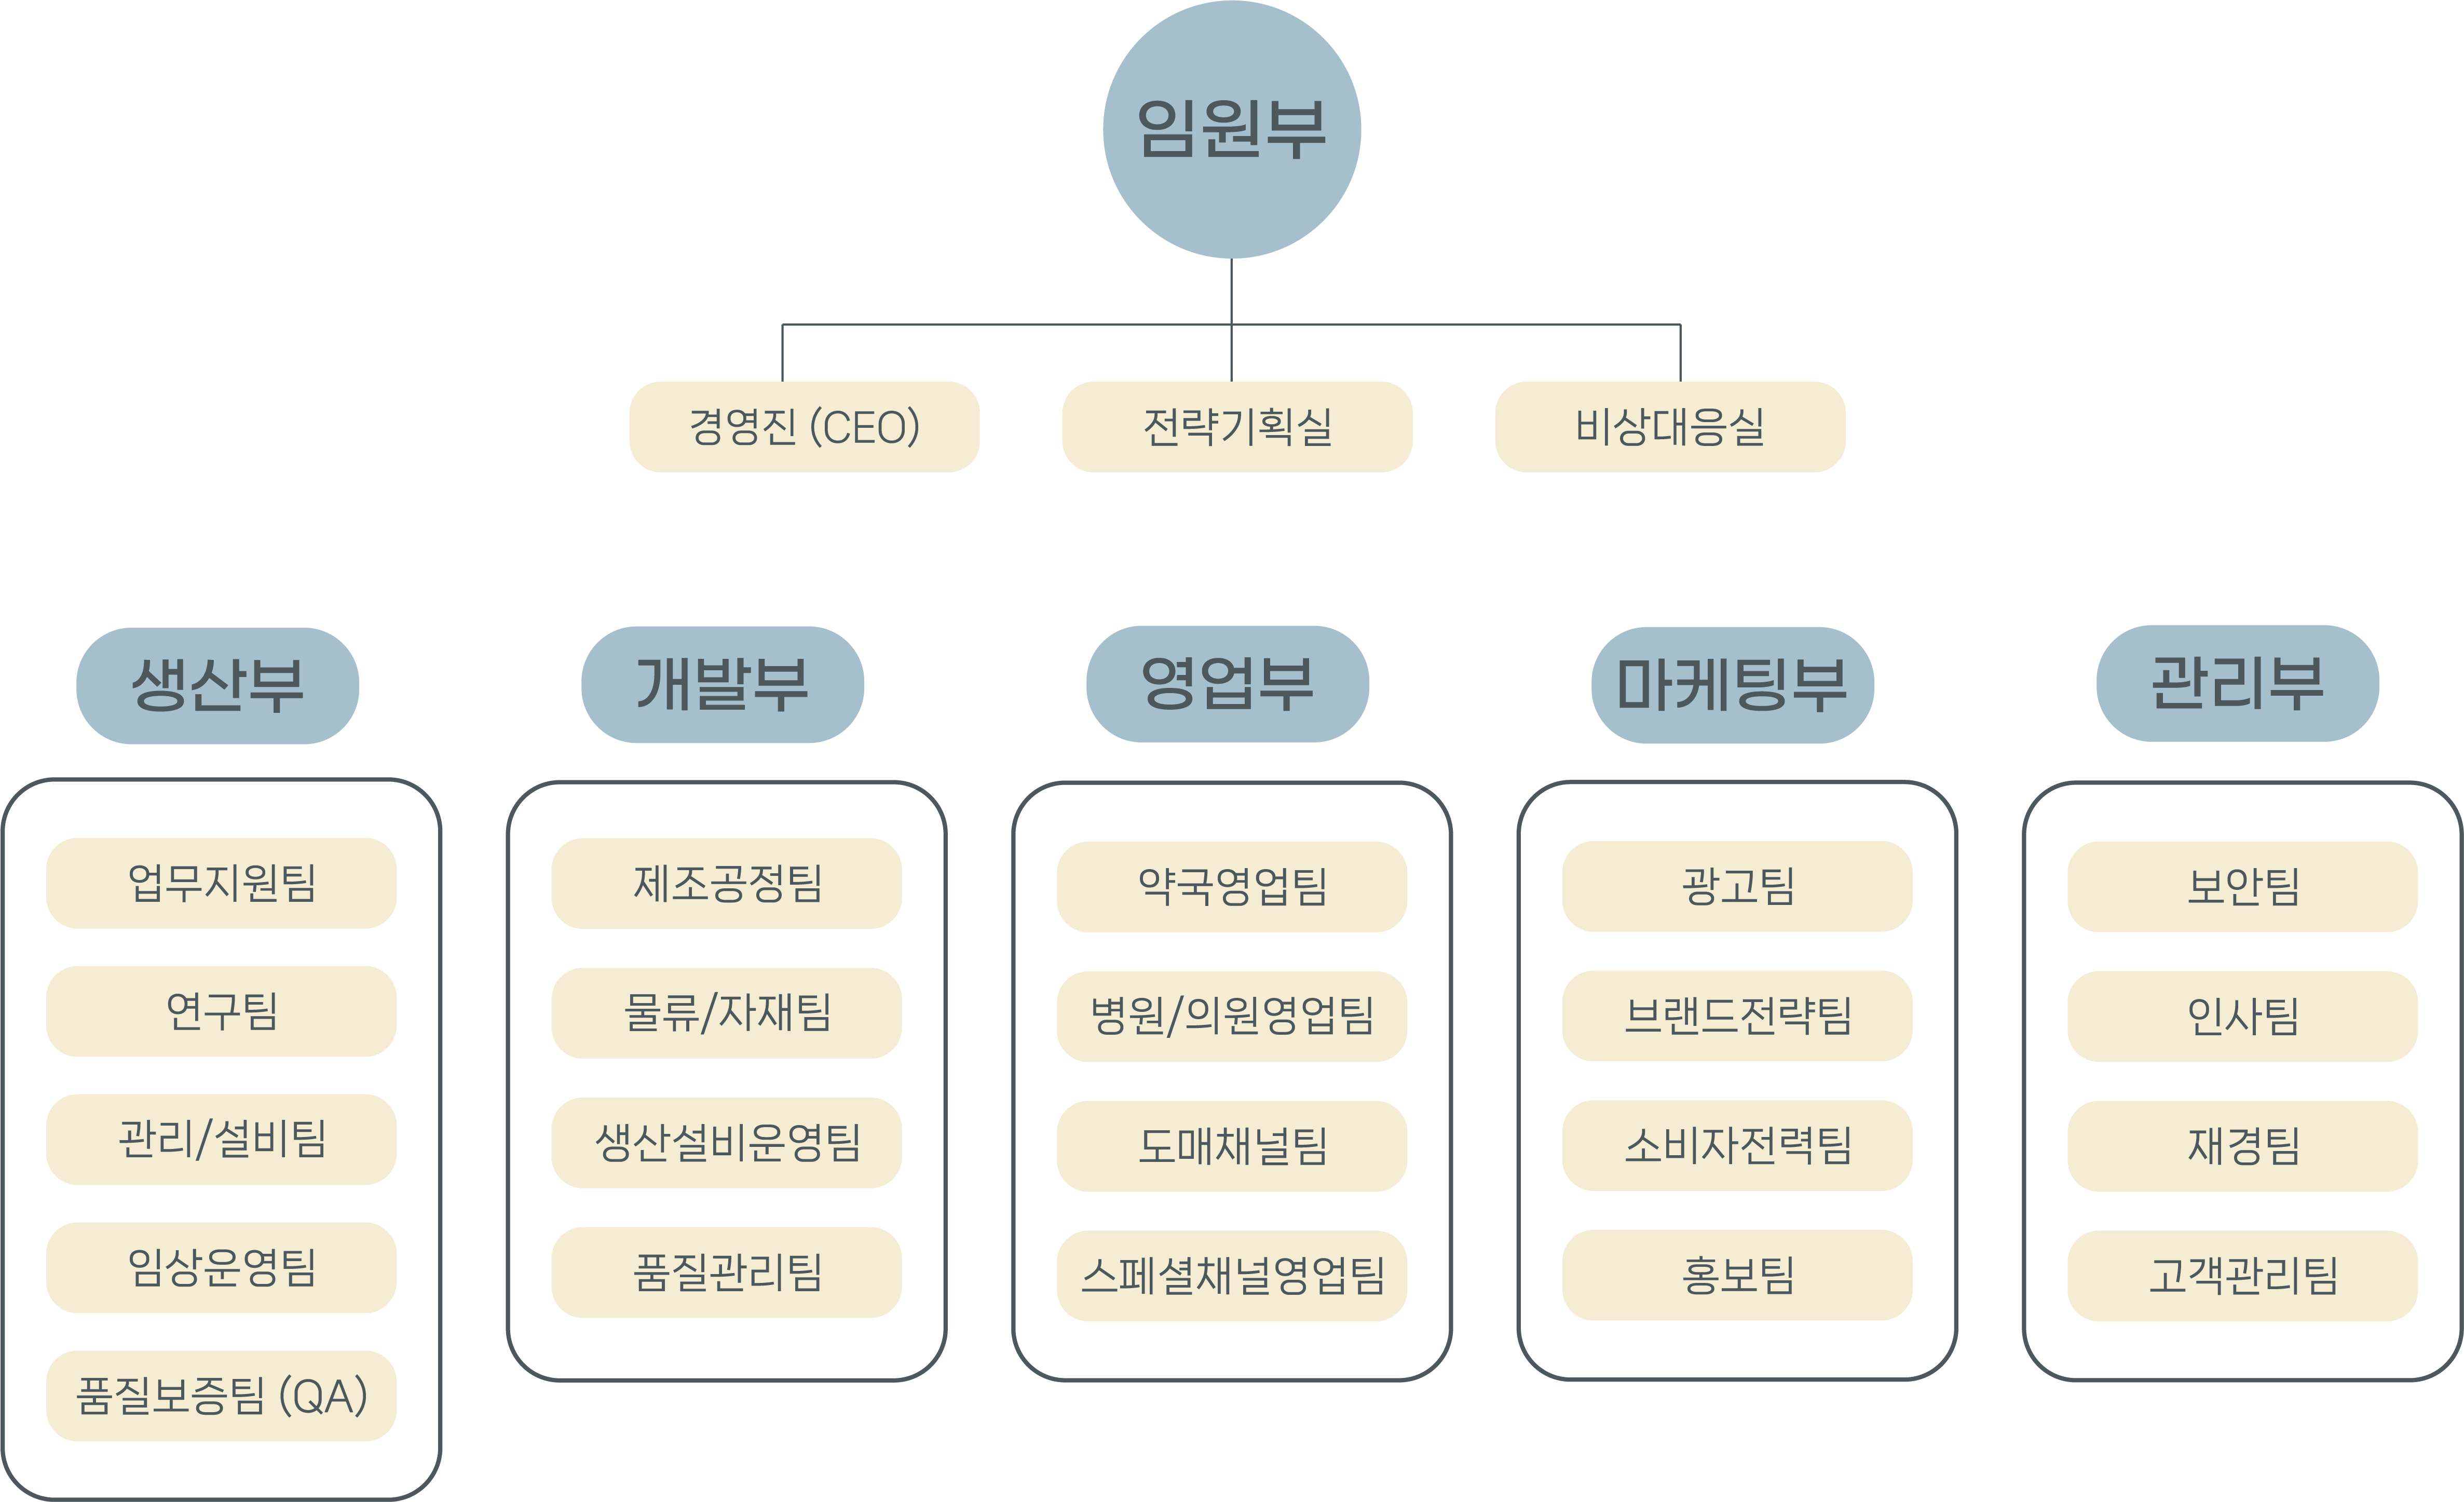 임원부
경영진 (CEO)
전략기획실
비상대응실
생산부
업무지원팀
연구팀
관리/설비팀
임상운영팀
품질보증팀 (QA)
개발부
제조공정팀
물류/자재팀
생산설비운영팀
품질관리팀
영업부
약국영업팀
병원/의원영업팀
도매채널팀
스페셜채널영업팀
마케팅부
광고팀
브랜드전략팀
소비자전력팀
홍보팀
관리부
보안팀
인사팀
재경팀
고객관리팀